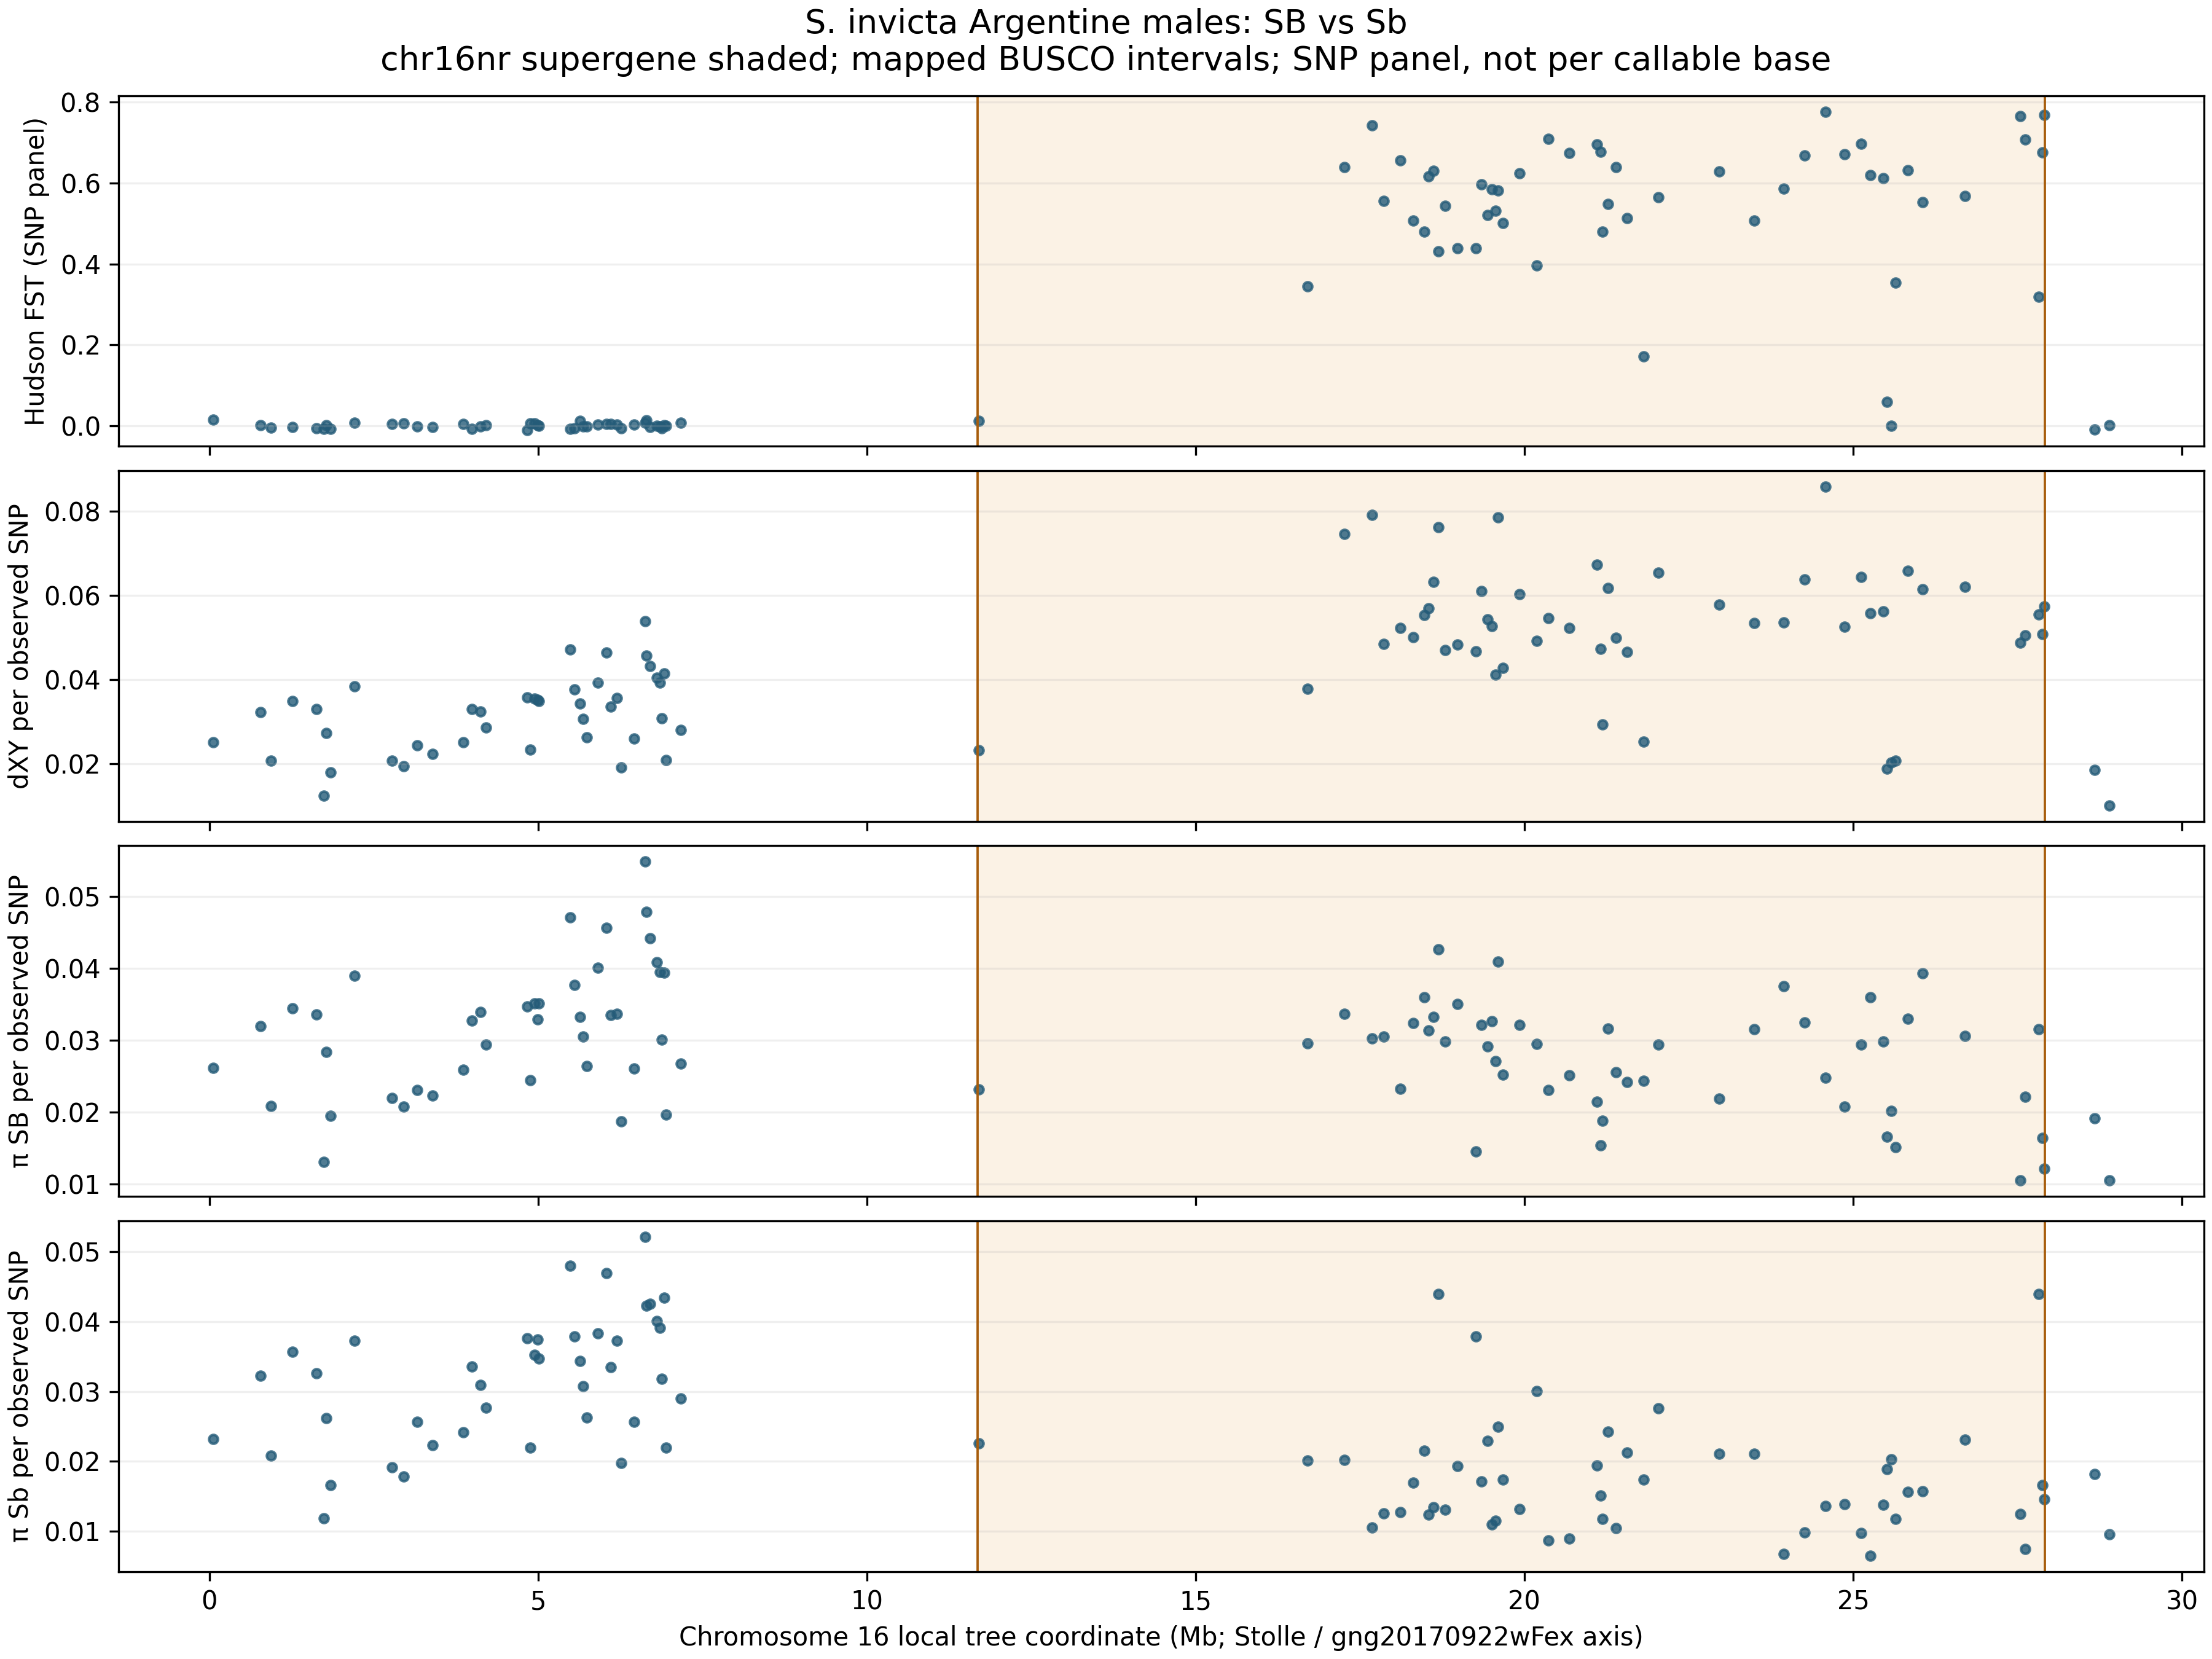 S. invicta Argentine males: SB vs Sb
chr16nr supergene shaded; mapped BUSCO intervals; SNP panel, not per callable base
Hudson FST (SNP panel)
0.8
0.6
0.4
0.2
0.0
dXY per observed SNP
0.08
0.06
0.04
0.02
π SB per observed SNP
0.05
0.04
0.03
0.02
0.01
π Sb per observed SNP
0.05
0.04
0.03
0.02
0.01
0 5 10 15 20 25 30
Chromosome 16 local tree coordinate (Mb; Stolle / gng20170922wFex axis)